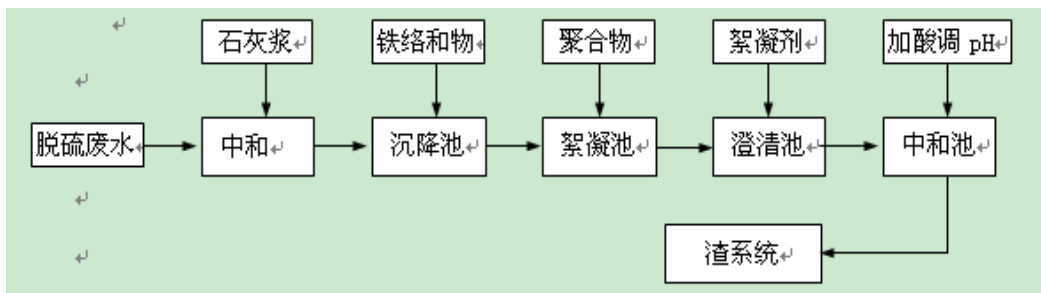 石灰浆
铁络和物
聚合物
絮凝剂
加酸调 pH
脱硫废水
中和
沉降池
絮凝池
澄清池
中和池
渣系统